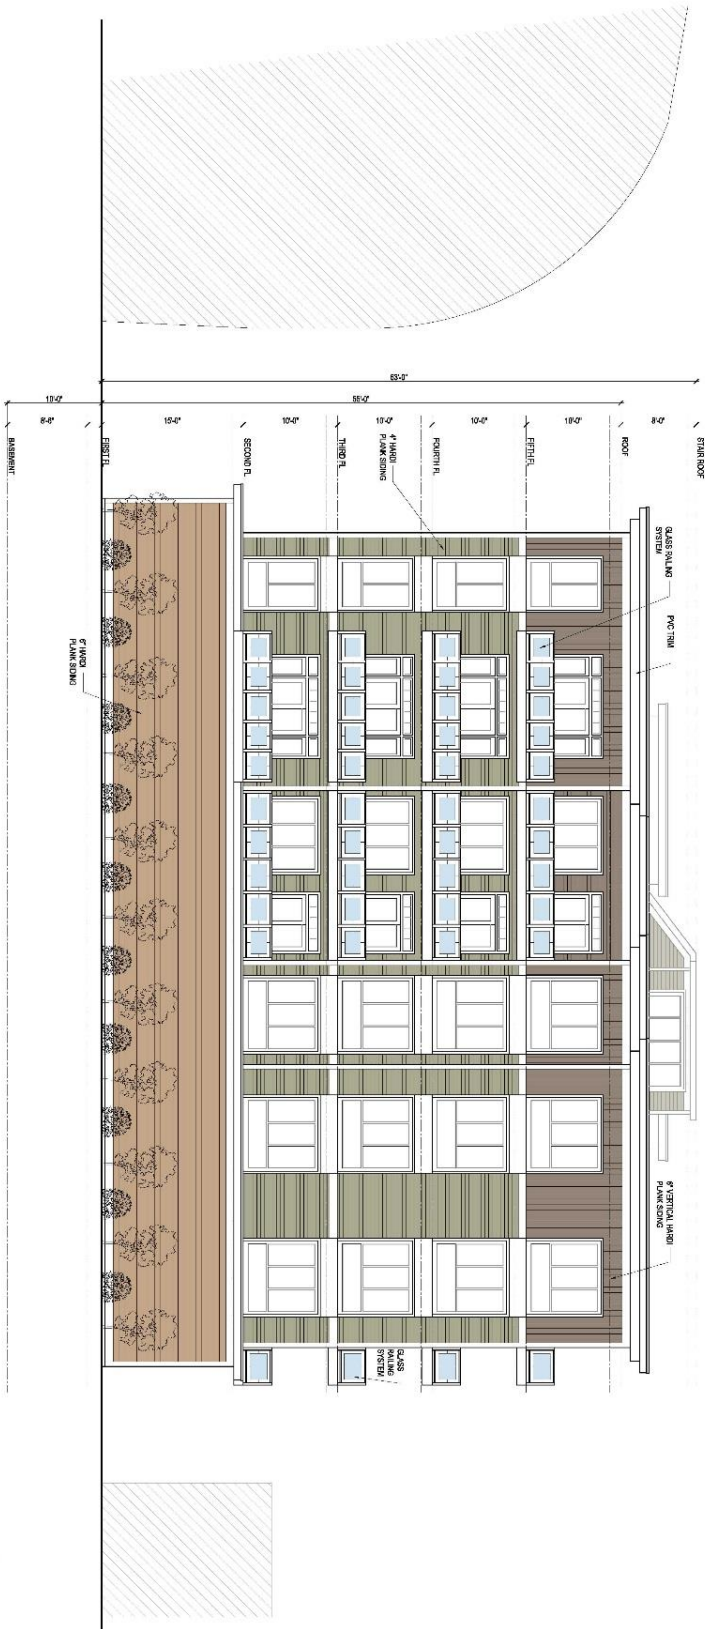 STAIR ROOF
8'-0"
63'-0"
ROOF
10'-0"
55'-0"
FIFTH FL
10'-0"
FOURTH FL
10'-0"
THIRD FL
10'-0"
SECOND FL
15'-0"
FIRST FL
10'-0"
8'-6"
BASEMENT
GLASS RAILING
SYSTEM
PVC TRIM
6" VERTICAL HARDI
PLANK SIDING
4" HARDI
PLANK SIDING
GLASS
RAILING
SYSTEM
6" HARDI
PLANK SIDING